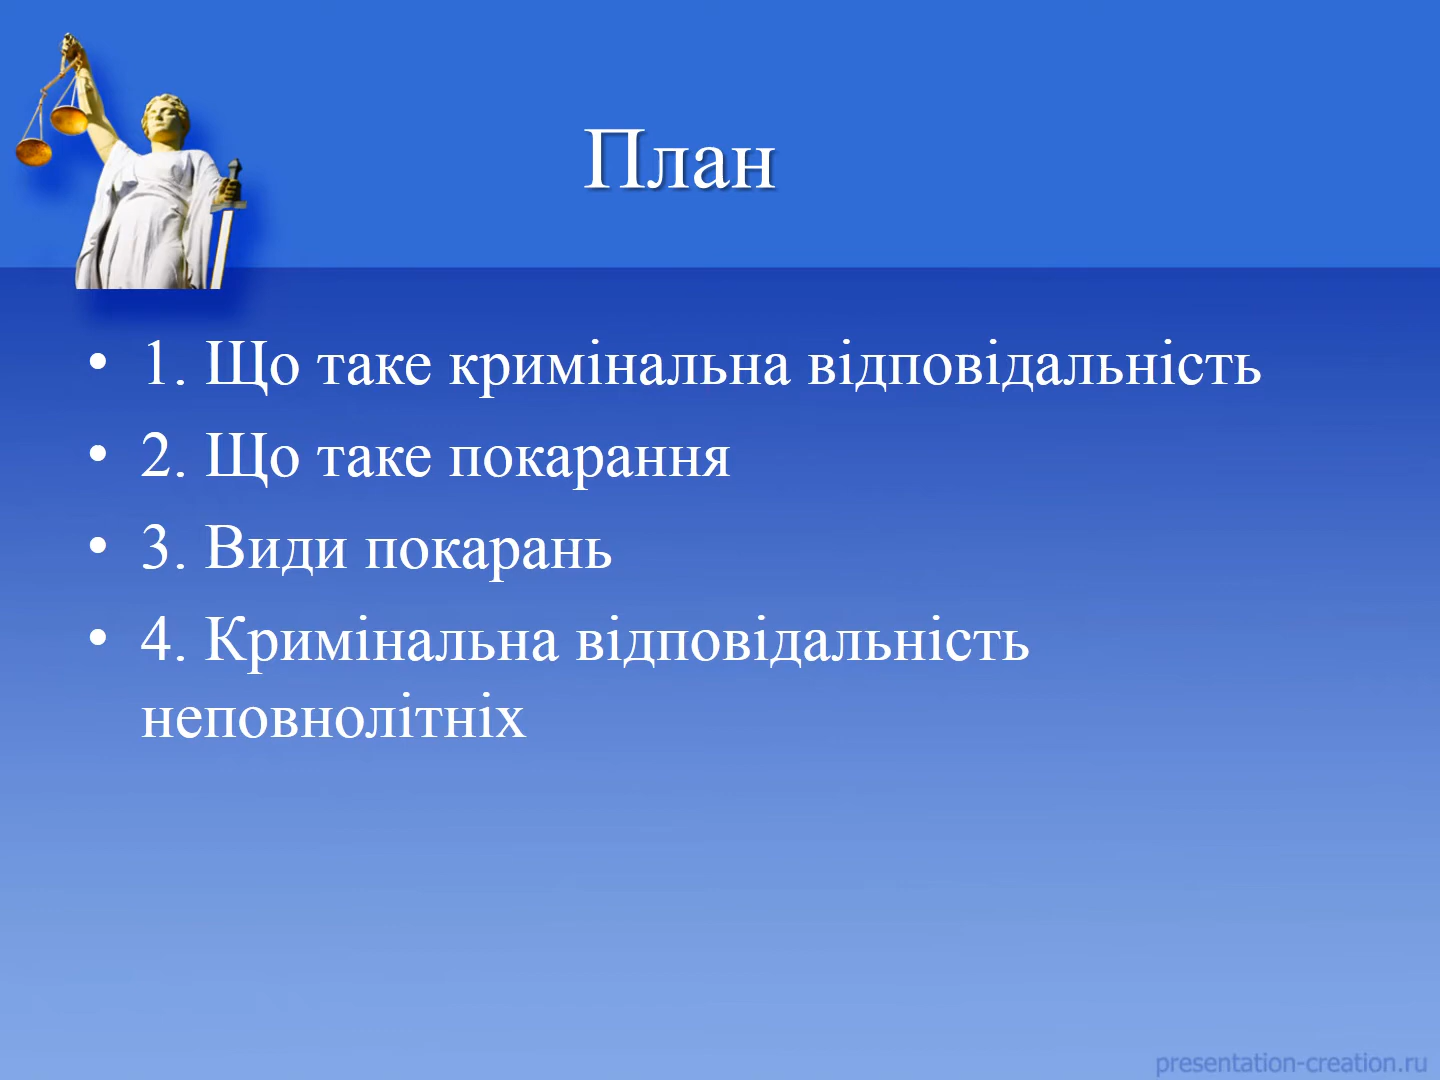 План
• 1. Що таке кримінальна відповідальність
• 2. Що таке покарання
• 3. Види покарань
• 4. Кримінальна відповідальність
неповнолітніх
presentation-creation.ru